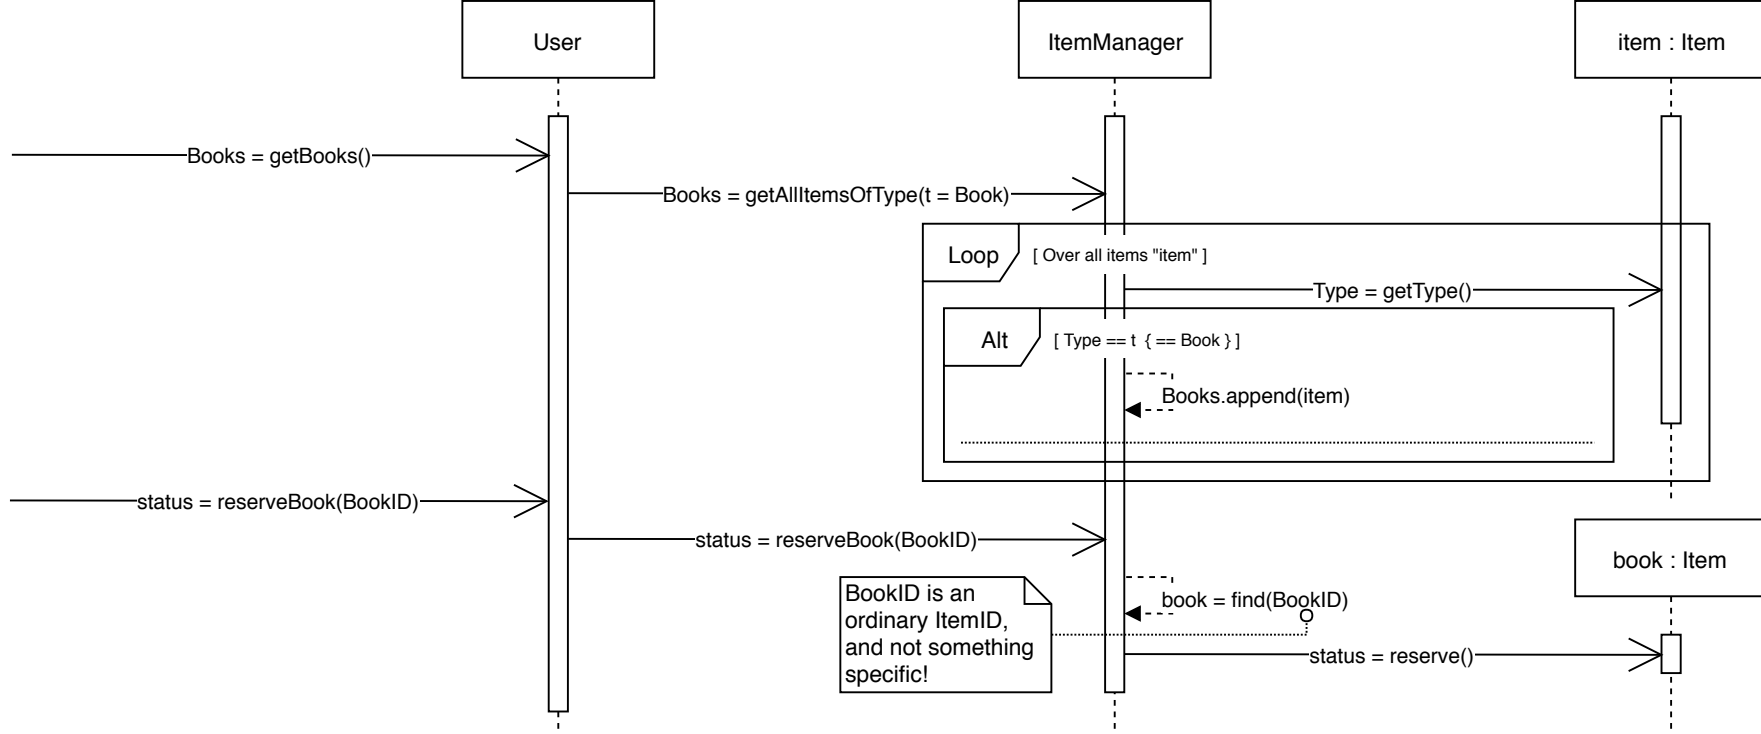 User
ItemManager
item : Item
Books = getBooks()
Books = getAllItemsOfType(t = Book)
Loop
[ Over all items "item" ]
Type = getType()
Alt
[ Type == t { == Book } ]
Books.append(item)
status = reserveBook(BookID)
status = reserveBook(BookID)
book : Item
BookID is an
ordinary ItemID,
and not something
specific!
book = find(BookID)
status = reserve()